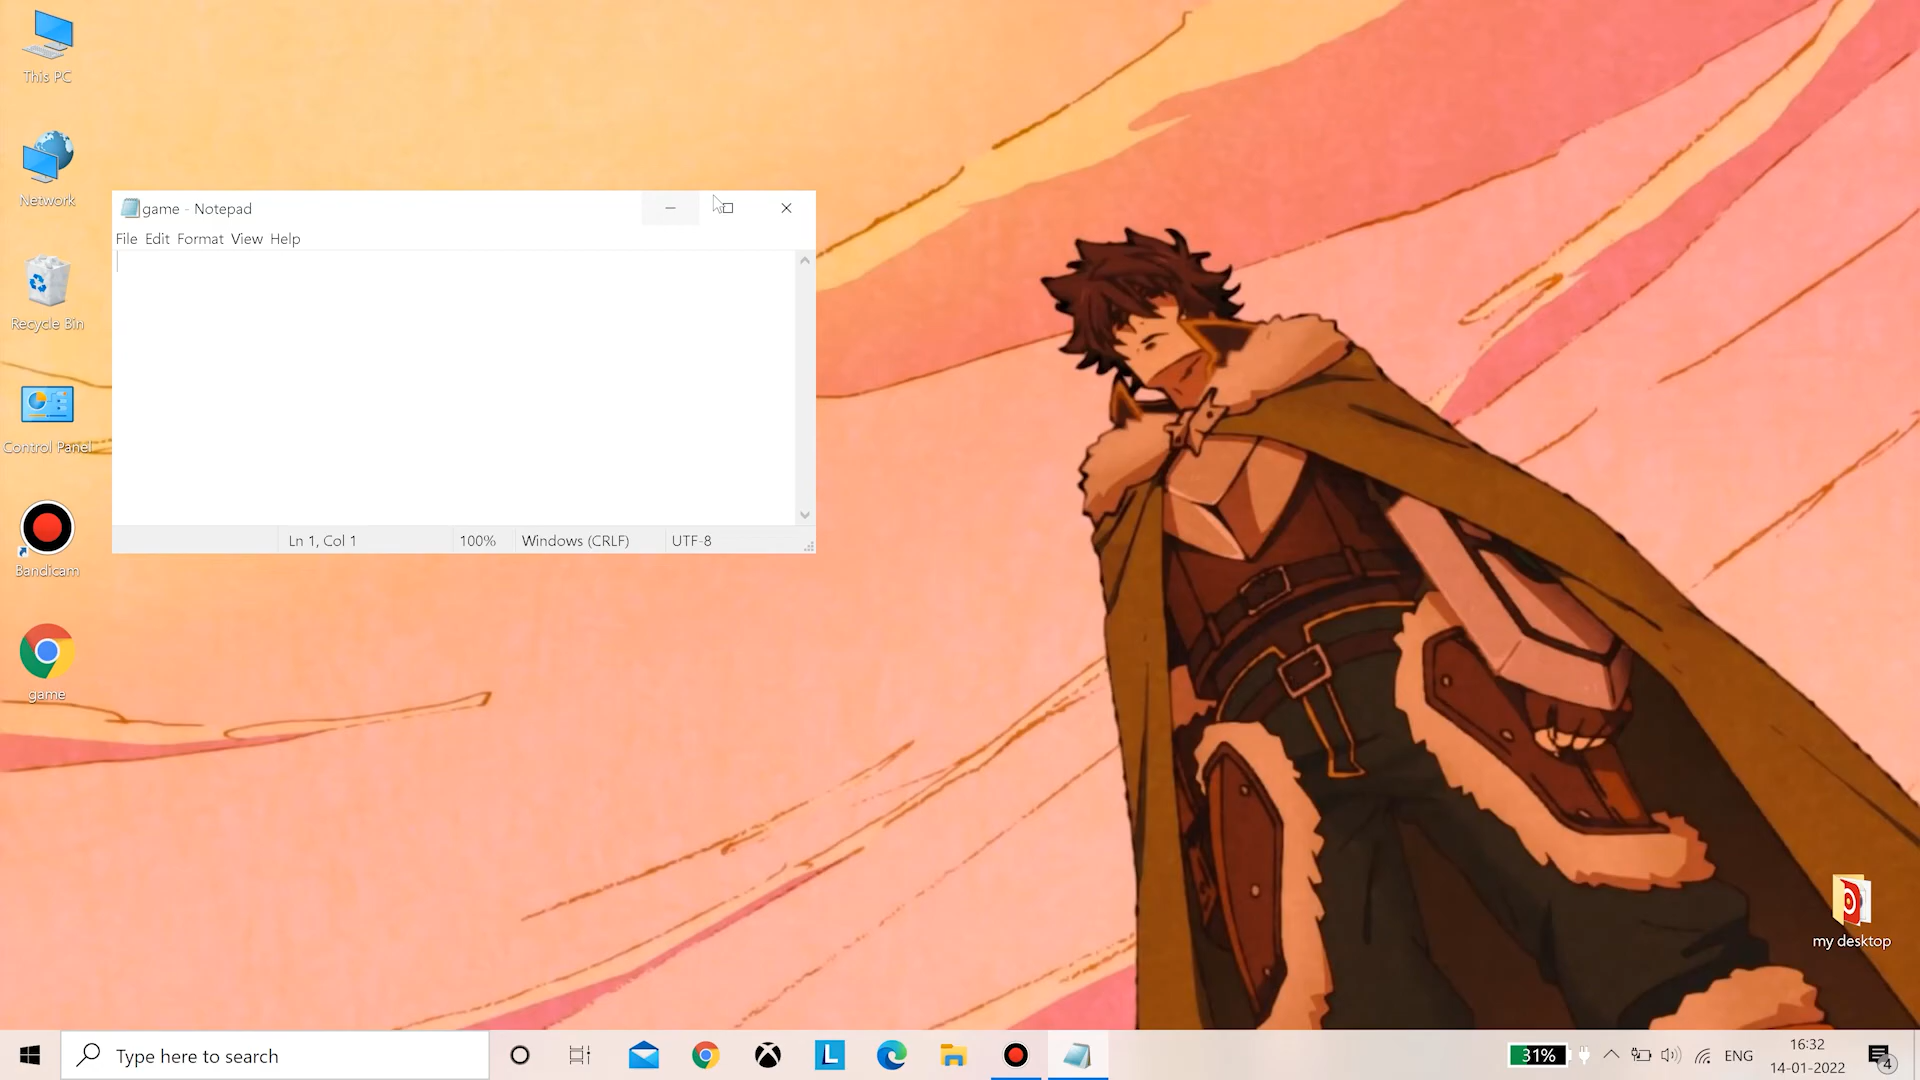 This PC
Network
Recycle Bin
Control Panel
Bandicam
game
game - Notepad
File Edit Format View Help
Ln 1, Col 1
100%
Windows (CRLF)
UTF-8
my desktop
Type here to search
L
31%
ENG
16:32
14-01-2022
4